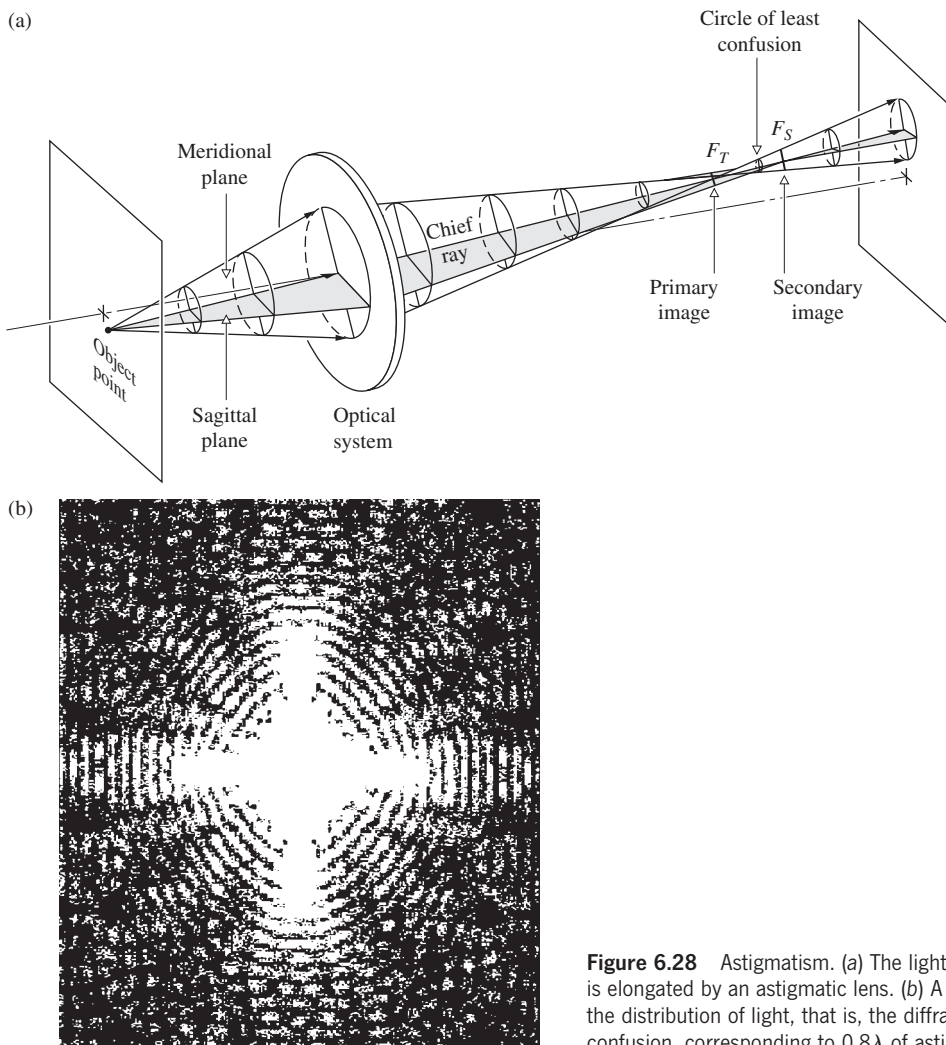 (a)
Circle of least
confusion
Meridional
plane
F_S
F_T
Chief
ray
Primary
image
Secondary
image
Object
point
Sagittal
plane
Optical
system
(b)
Figure 6.28 Astigmatism. (a) The light
is elongated by an astigmatic lens. (b) A
the distribution of light, that is, the diffra
confusion, corresponding to 0.8λ of asti